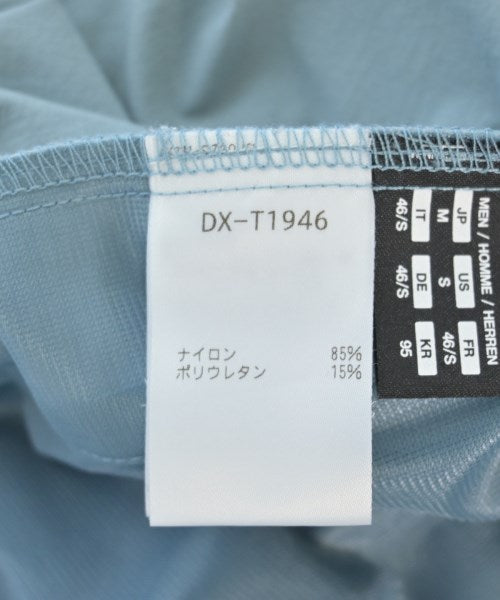 DX-T1946
ナイロン 85%
ポリウレタン 15%
MEN / HOMME / HERREN
JP M US S FR 46/S
IT 46/S DE 46/S KR 95